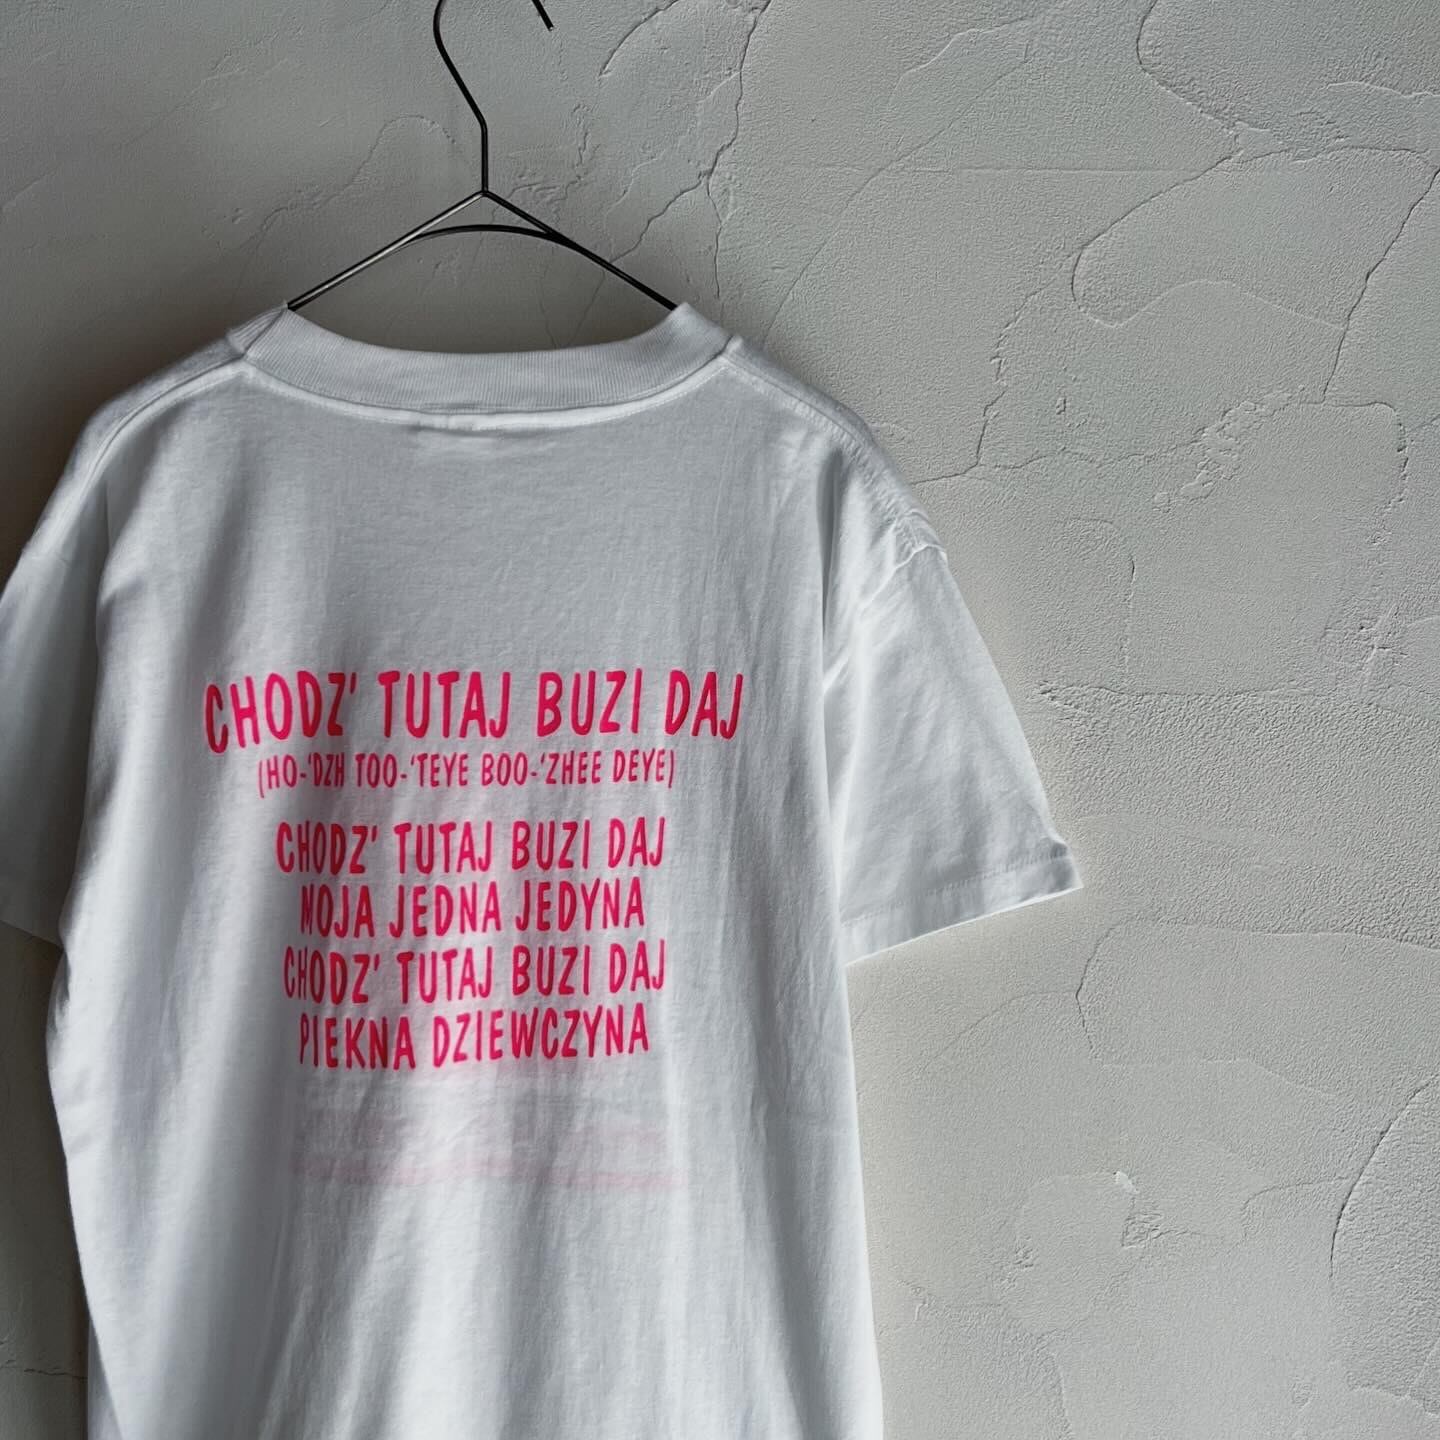 CHODZ' TUTAJ BUZI DAJ
(HO-'DZH TOO-'TEYE BOO-'ZHEE DEYE)
CHODZ' TUTAJ BUZI DAJ
MOJA JEDNA JEDYNA
CHODZ' TUTAJ BUZI DAJ
PIEKNA DZIEWCZYNA